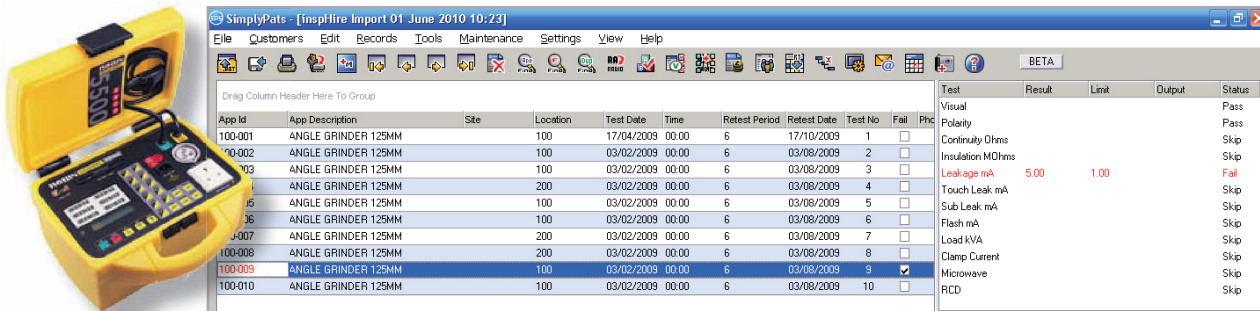 SimplyPats - [inspHire Import 01 June 2010 10:23]
File Customers Edit Records Tools Maintenance Settings View Help
BETA
Drag Column Header Here To Group
App Id App Description Site Location Test Date Time Retest Period Retest Date Test No Fail Pho
100-001 ANGLE GRINDER 125MM 100 17/04/2009 00:00 6 17/10/2009 1
00-002 ANGLE GRINDER 125MM 100 03/02/2009 00:00 6 03/08/2009 2
003 ANGLE GRINDER 125MM 100 03/02/2009 00:00 6 03/08/2009 3
ANGLE GRINDER 125MM 200 03/02/2009 00:00 6 03/08/2009 4
05 ANGLE GRINDER 125MM 100 03/02/2009 00:00 6 03/08/2009 5
06 ANGLE GRINDER 125MM 100 03/02/2009 00:00 6 03/08/2009 6
-007 ANGLE GRINDER 125MM 200 03/02/2009 00:00 6 03/08/2009 7
100-008 ANGLE GRINDER 125MM 200 03/02/2009 00:00 6 03/08/2009 8
100-009 ANGLE GRINDER 125MM 100 03/02/2009 00:00 6 03/08/2009 9
100-010 ANGLE GRINDER 125MM 100 03/02/2009 00:00 6 03/08/2009 10
Test Result Limit Output Status
Visual Pass
Polarity Pass
Continuity Ohms Skip
Insulation MOhms Skip
Leakage mA 5.00 1.00 Fail
Touch Leak mA Skip
Sub Leak mA Skip
Flash mA Skip
Load kVA Skip
Clamp Current Skip
Microwave Skip
RCD Skip